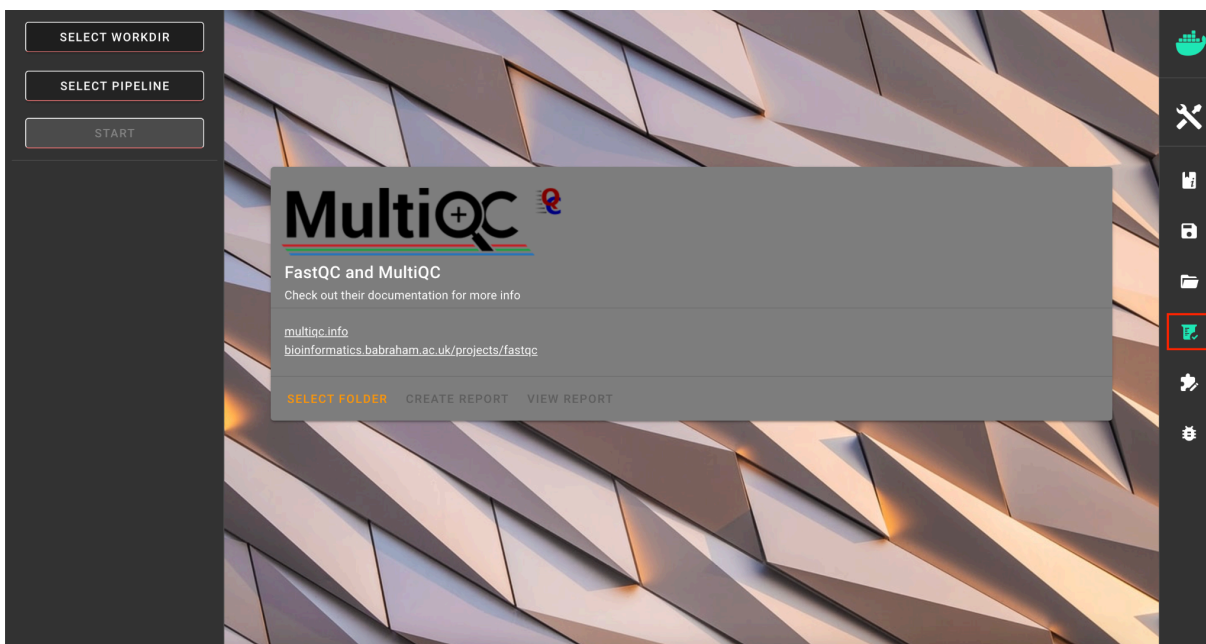 SELECT WORKDIR
SELECT PIPELINE
START
MultiQC
QC
FastQC and MultiQC
Check out their documentation for more info
multiqc.info
bioinformatics.babraham.ac.uk/projects/fastqc
SELECT FOLDER CREATE REPORT VIEW REPORT